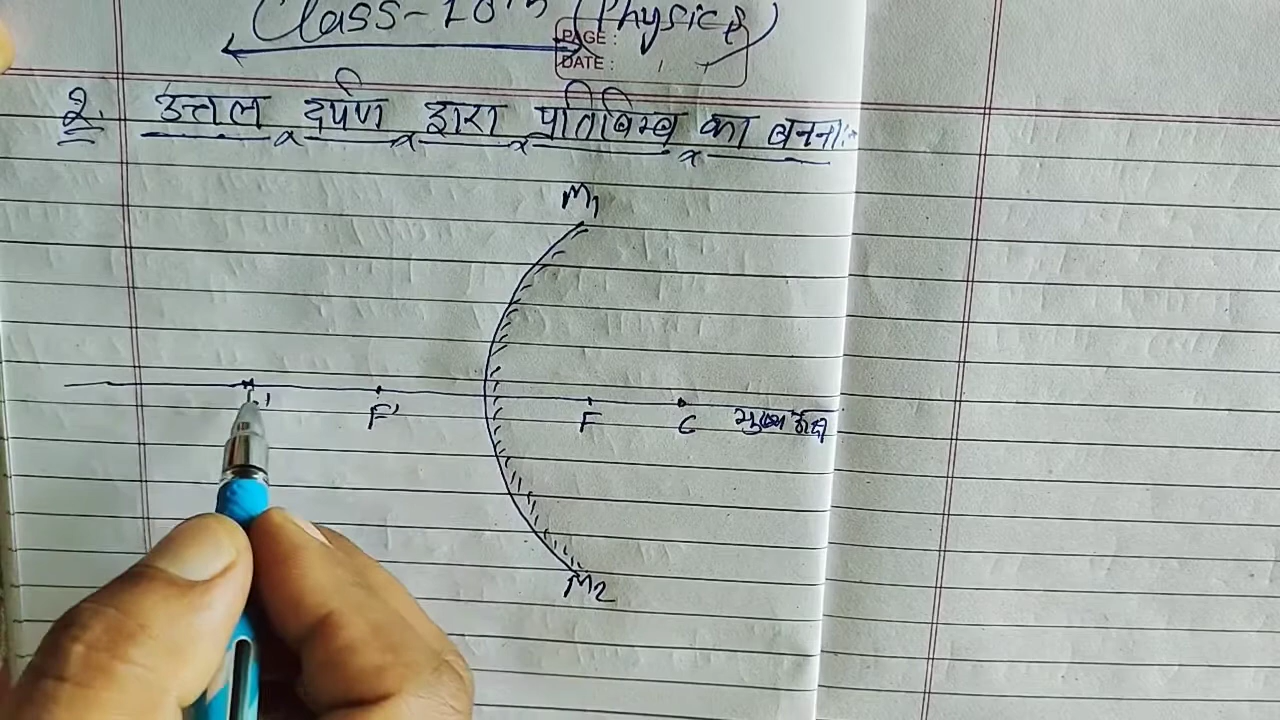 Class-10th (Physics)
PAGE :
DATE :
2. उत्तल दर्पण द्वारा प्रतिबिम्ब का बनना:-
M1
F' F C मुख्य अक्ष
M2